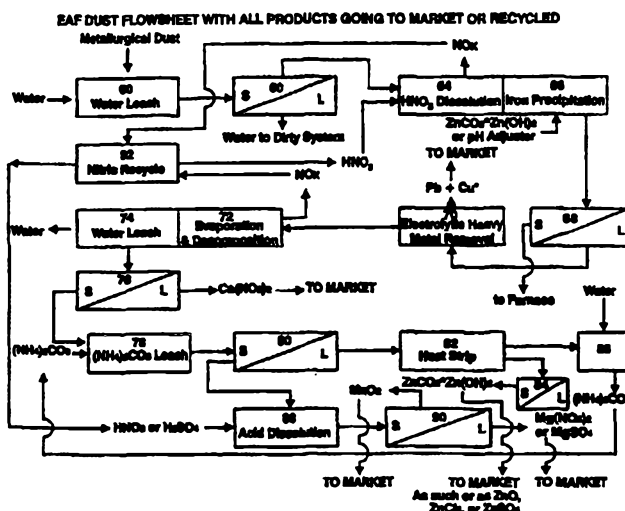 EAF DUST FLOWSHEET WITH ALL PRODUCTS GOING TO MARKET OR RECYCLED
Metallurgical Dust
NOx
Water
60
Water Leach
S
60
L
64
HNO3 Dissolution
66
Iron Precipitation
Water to Dirty System
ZnCO3*Zn(OH)2
or pH Adjuster
92
Nitric Recycle
HNO3
TO MARKET
NOx
Pb + Cu°
Water
74
Water Leach
72
Evaporation
& Decomposition
70
Electrolytic Heavy
Metal Removal
S
68
L
S
76
L
Ca(NO3)2
TO MARKET
to Furnace
Water
(NH4)2CO3
78
(NH4)2CO3 Leach
S
80
L
82
Heat Strip
86
MnO2
ZnCO3*Zn(OH)2
S
84
L
(NH4)2CO3
HNO3 or H2SO4
88
Acid Dissolution
S
90
L
Mg(NO3)2
or MgSO4
TO MARKET
TO MARKET
TO MARKET
As such or as ZnO,
ZnCl2, or ZnSO4